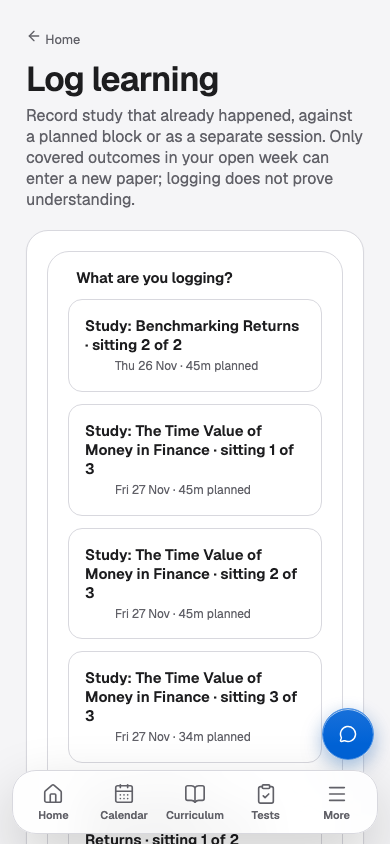 Home
Log learning
Record study that already happened, against
a planned block or as a separate session. Only
covered outcomes in your open week can
enter a new paper; logging does not prove
understanding.
What are you logging?
Study: Benchmarking Returns
· sitting 2 of 2
Thu 26 Nov · 45m planned
Study: The Time Value of
Money in Finance · sitting 1 of
3
Fri 27 Nov · 45m planned
Study: The Time Value of
Money in Finance · sitting 2 of
3
Fri 27 Nov · 45m planned
Study: The Time Value of
Money in Finance · sitting 3 of
3
Fri 27 Nov · 34m planned
Home
Calendar
Curriculum
Tests
More
Returns · sitting 1 of 2